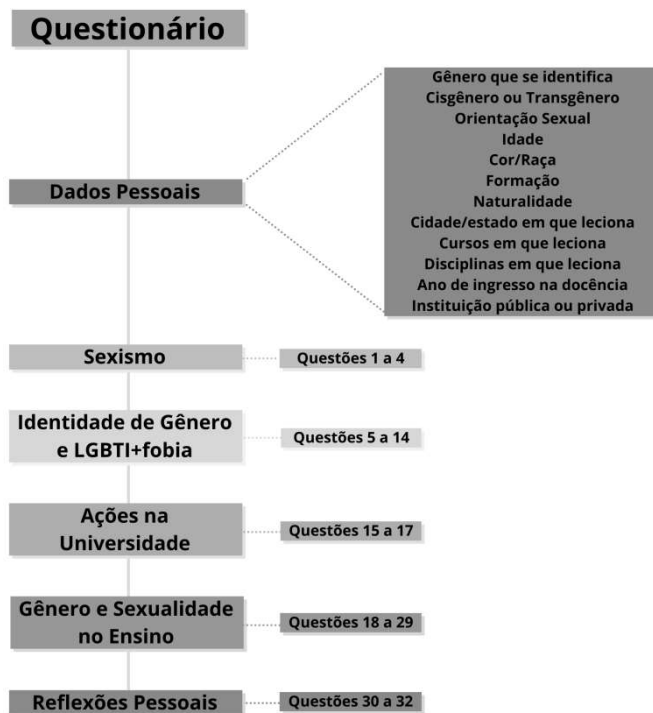 Questionário
Gênero que se identifica
Cisgênero ou Transgênero
Orientação Sexual
Idade
Cor/Raça
Formação
Naturalidade
Cidade/estado em que leciona
Cursos em que leciona
Disciplinas em que leciona
Ano de ingresso na docência
Instituição pública ou privada
Dados Pessoais
Sexismo
Questões 1 a 4
Identidade de Gênero
e LGBTI+fobia
Questões 5 a 14
Ações na
Universidade
Questões 15 a 17
Gênero e Sexualidade
no Ensino
Questões 18 a 29
Reflexões Pessoais
Questões 30 a 32